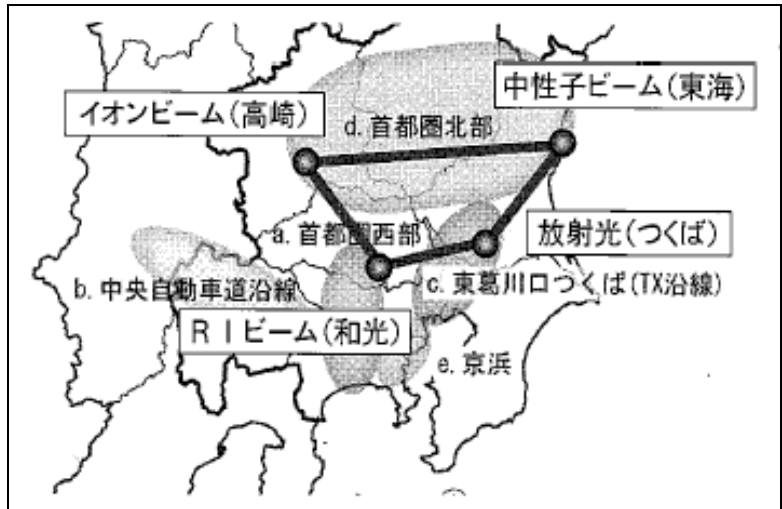 中性子ビーム(東海)
イオンビーム(高崎)
d. 首都圏北部
a. 首都圏西部
放射光(つくば)
b. 中央自動車道沿線
c. 東葛川口つくば(TX沿線)
RIビーム(和光)
e. 京浜